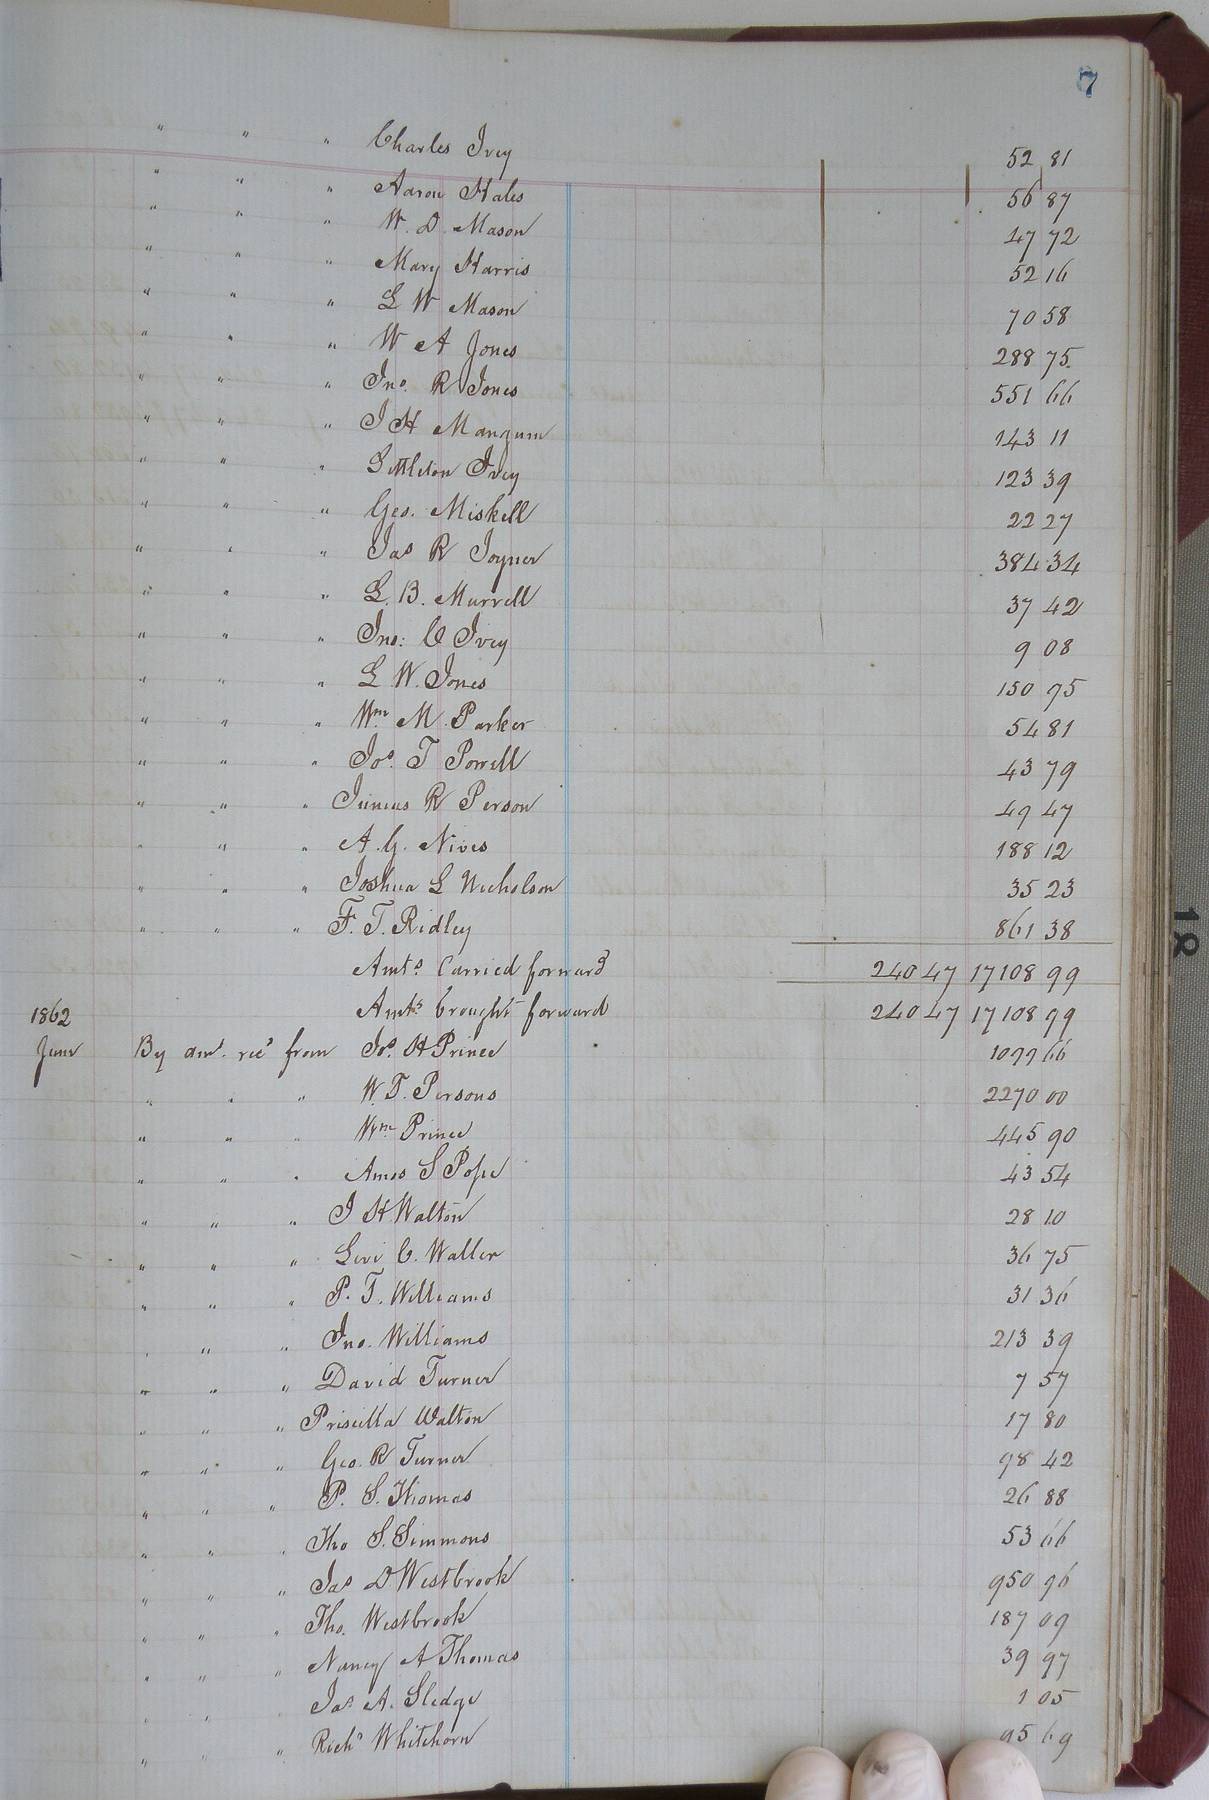 7
" " " Charles Ivey 52 81
" " " Aaron Hales 56 87
" " " W. D. Mason 47 72
" " " Mary Harris 52 16
" " " L W Mason 70 58
" " " W A Jones 288 75
" " " Jno. R Jones 551 66
" " " J H Mangum 143 11
" " " Littleton Ivey 123 39
" " " Geo. Miskell 22 27
" " " Jas R Joyner 384 34
" " " L. B. Murrell 37 42
" " " Jno: C Ivey 9 08
" " " L W. Jones 150 95
" " " Wm M. Parker 54 81
" " " Jos. T Powell 43 79
" " " Junius R Person 49 47
" " " A. G. Nives 188 12
" " " Joshua L Nicholson 35 23
" " " F. T. Ridley 861 38
Amts. Carried forward 240 47 17108 99
1862 Amts brought forward 240 47 17108 99
June By amt. recd from Jos. H Prince 1099 66
" " " W. T. Persons 2270 00
" " " Wm Prince 445 90
" " " Amos S Pope 43 54
" " " J H Walton 28 10
" " " Levi C. Waller 36 75
" " " P. T. Williams 31 36
" " " Jno. Williams 213 39
" " " David Turner 7 57
" " " Priscilla Walton 17 80
" " " Geo. R Turner 98 42
" " " P. S. Thomas 26 88
" " " Tho S. Simmons 53 66
" " " Jas D Westbrook 950 96
" " " Tho. Westbrook 187 09
" " " Nancy A Thomas 39 97
" " " Jas. A. Sledge 1 05
" " " Richd Whitehorn 95 69
18